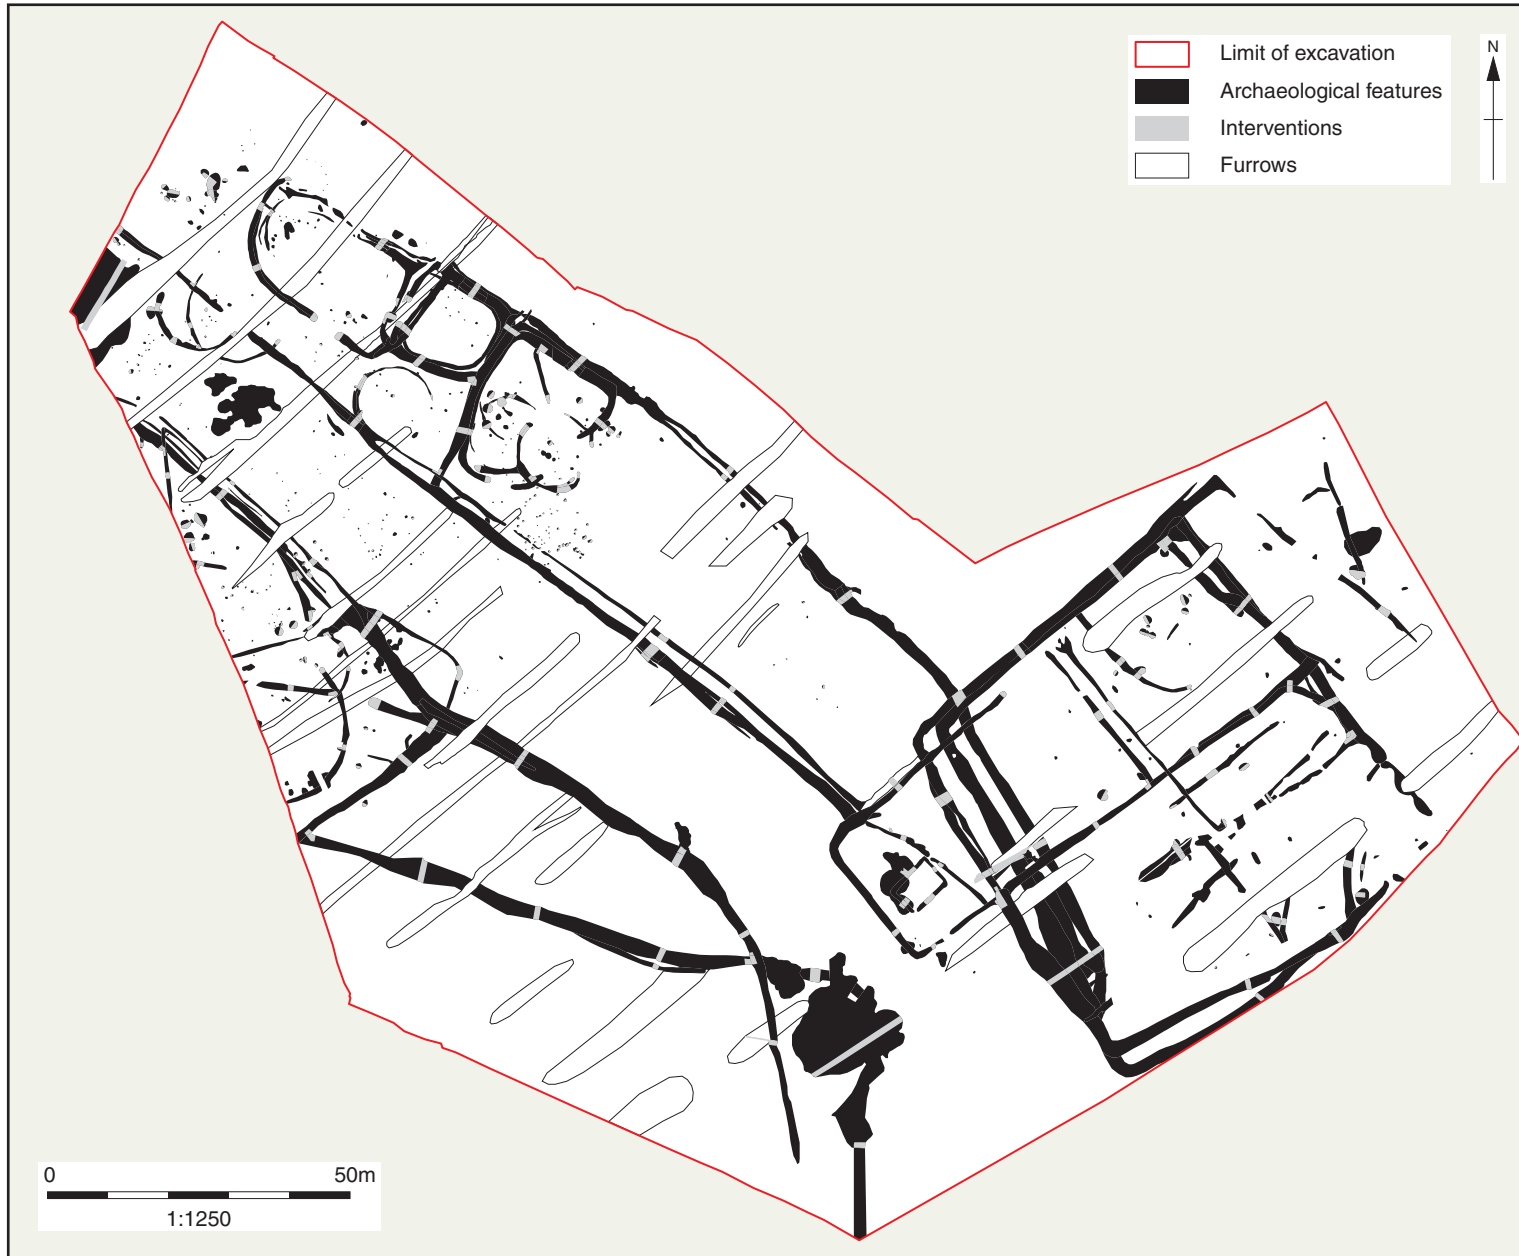 Limit of excavation
Archaeological features
Interventions
Furrows
N
0 50m
1:1250